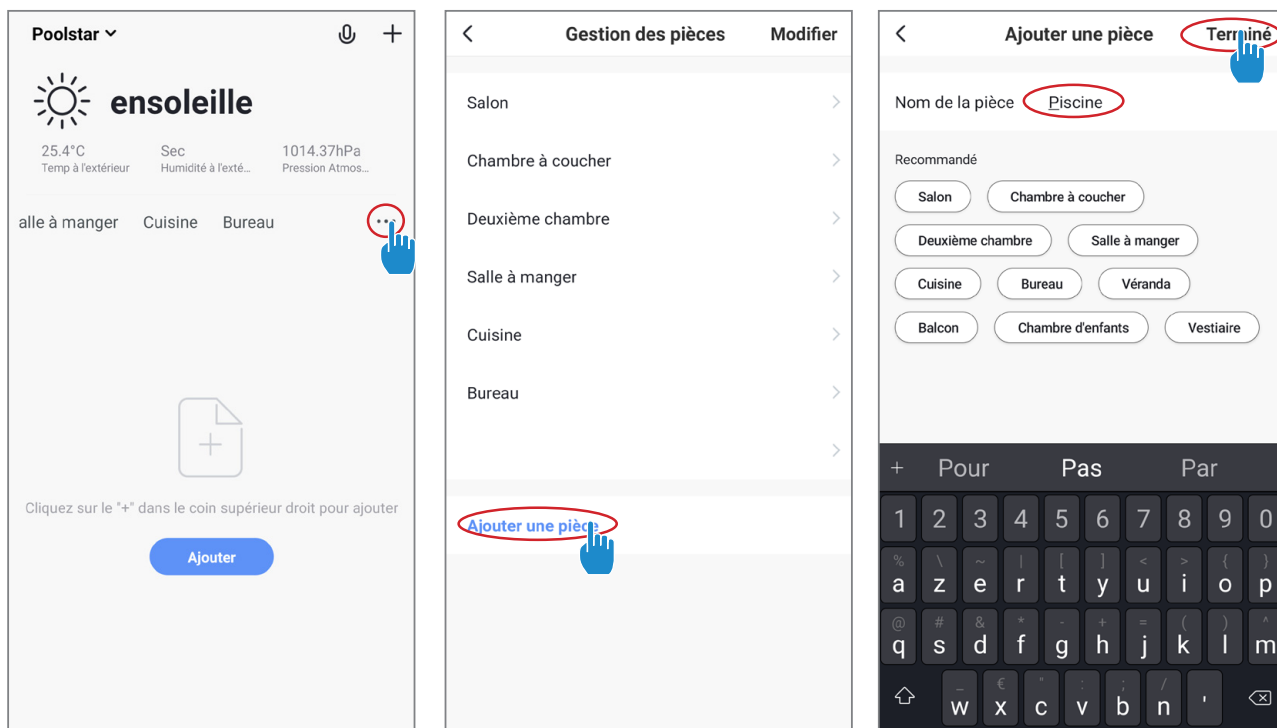 Poolstar
ensoleille
25.4°C Sec 1014.37hPa
Temp à l'extérieur Humidité à l'exté... Pression Atmos...
alle à manger Cuisine Bureau
Cliquez sur le "+" dans le coin supérieur droit pour ajouter
Ajouter
Gestion des pièces Modifier
Salon
Chambre à coucher
Deuxième chambre
Salle à manger
Cuisine
Bureau
Ajouter une pièce
Ajouter une pièce Terminé
Nom de la pièce Piscine
Recommandé
Salon Chambre à coucher
Deuxième chambre Salle à manger
Cuisine Bureau Véranda
Balcon Chambre d'enfants Vestiaire
+ Pour Pas Par
1 2 3 4 5 6 7 8 9 0
% \ ~ | [ ] < > { }
a z e r t y u i o p
@ # & * - + = ( ) ^
q s d f g h j k l m
_ € " : ; /
w x c v b n '